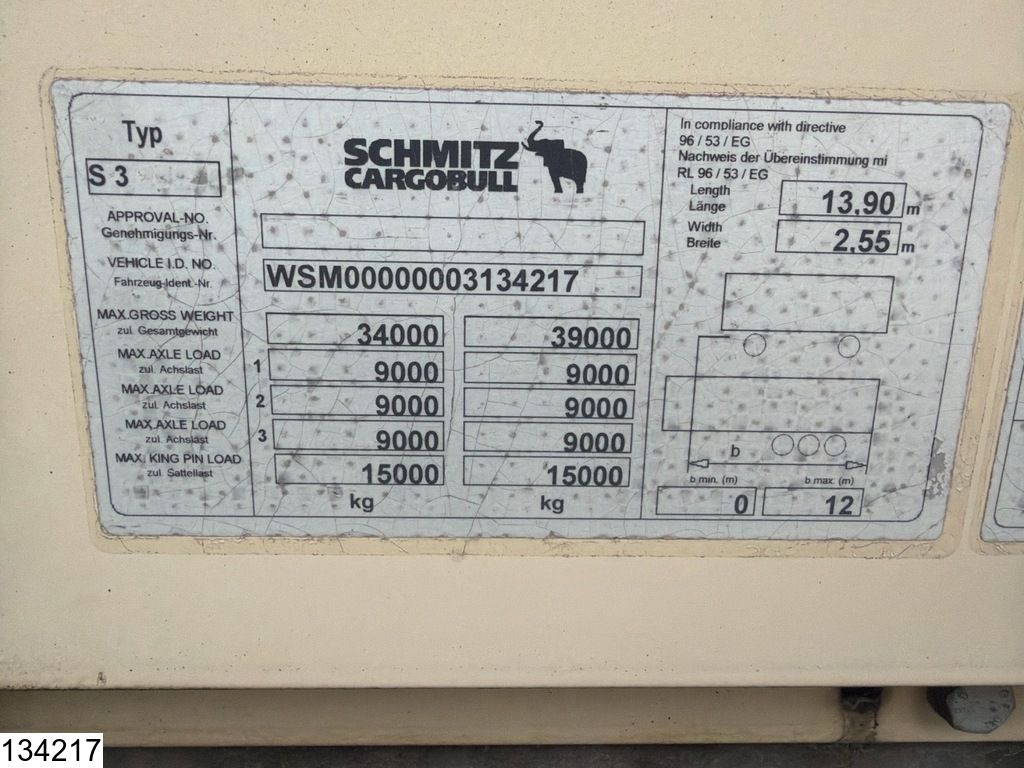 Typ
S 3
SCHMITZ
CARGOBULL
In compliance with directive
96 / 53 / EG
Nachweis der Übereinstimmung mi
RL 96 / 53 / EG
Length
Länge
13,90 m
Width
Breite
2,55 m
APPROVAL-NO.
Genehmigungs-Nr.
VEHICLE I.D. NO.
Fahrzeug-Ident.-Nr.
WSM00000003134217
MAX.GROSS WEIGHT
zul. Gesamtgewicht
34000 39000
MAX.AXLE LOAD
zul. Achslast
1 9000 9000
MAX.AXLE LOAD
zul. Achslast
2 9000 9000
MAX.AXLE LOAD
zul. Achslast
3 9000 9000
MAX. KING PIN LOAD
zul. Sattellast
15000 15000
kg kg
b
b min. (m) b max. (m)
0 12
134217